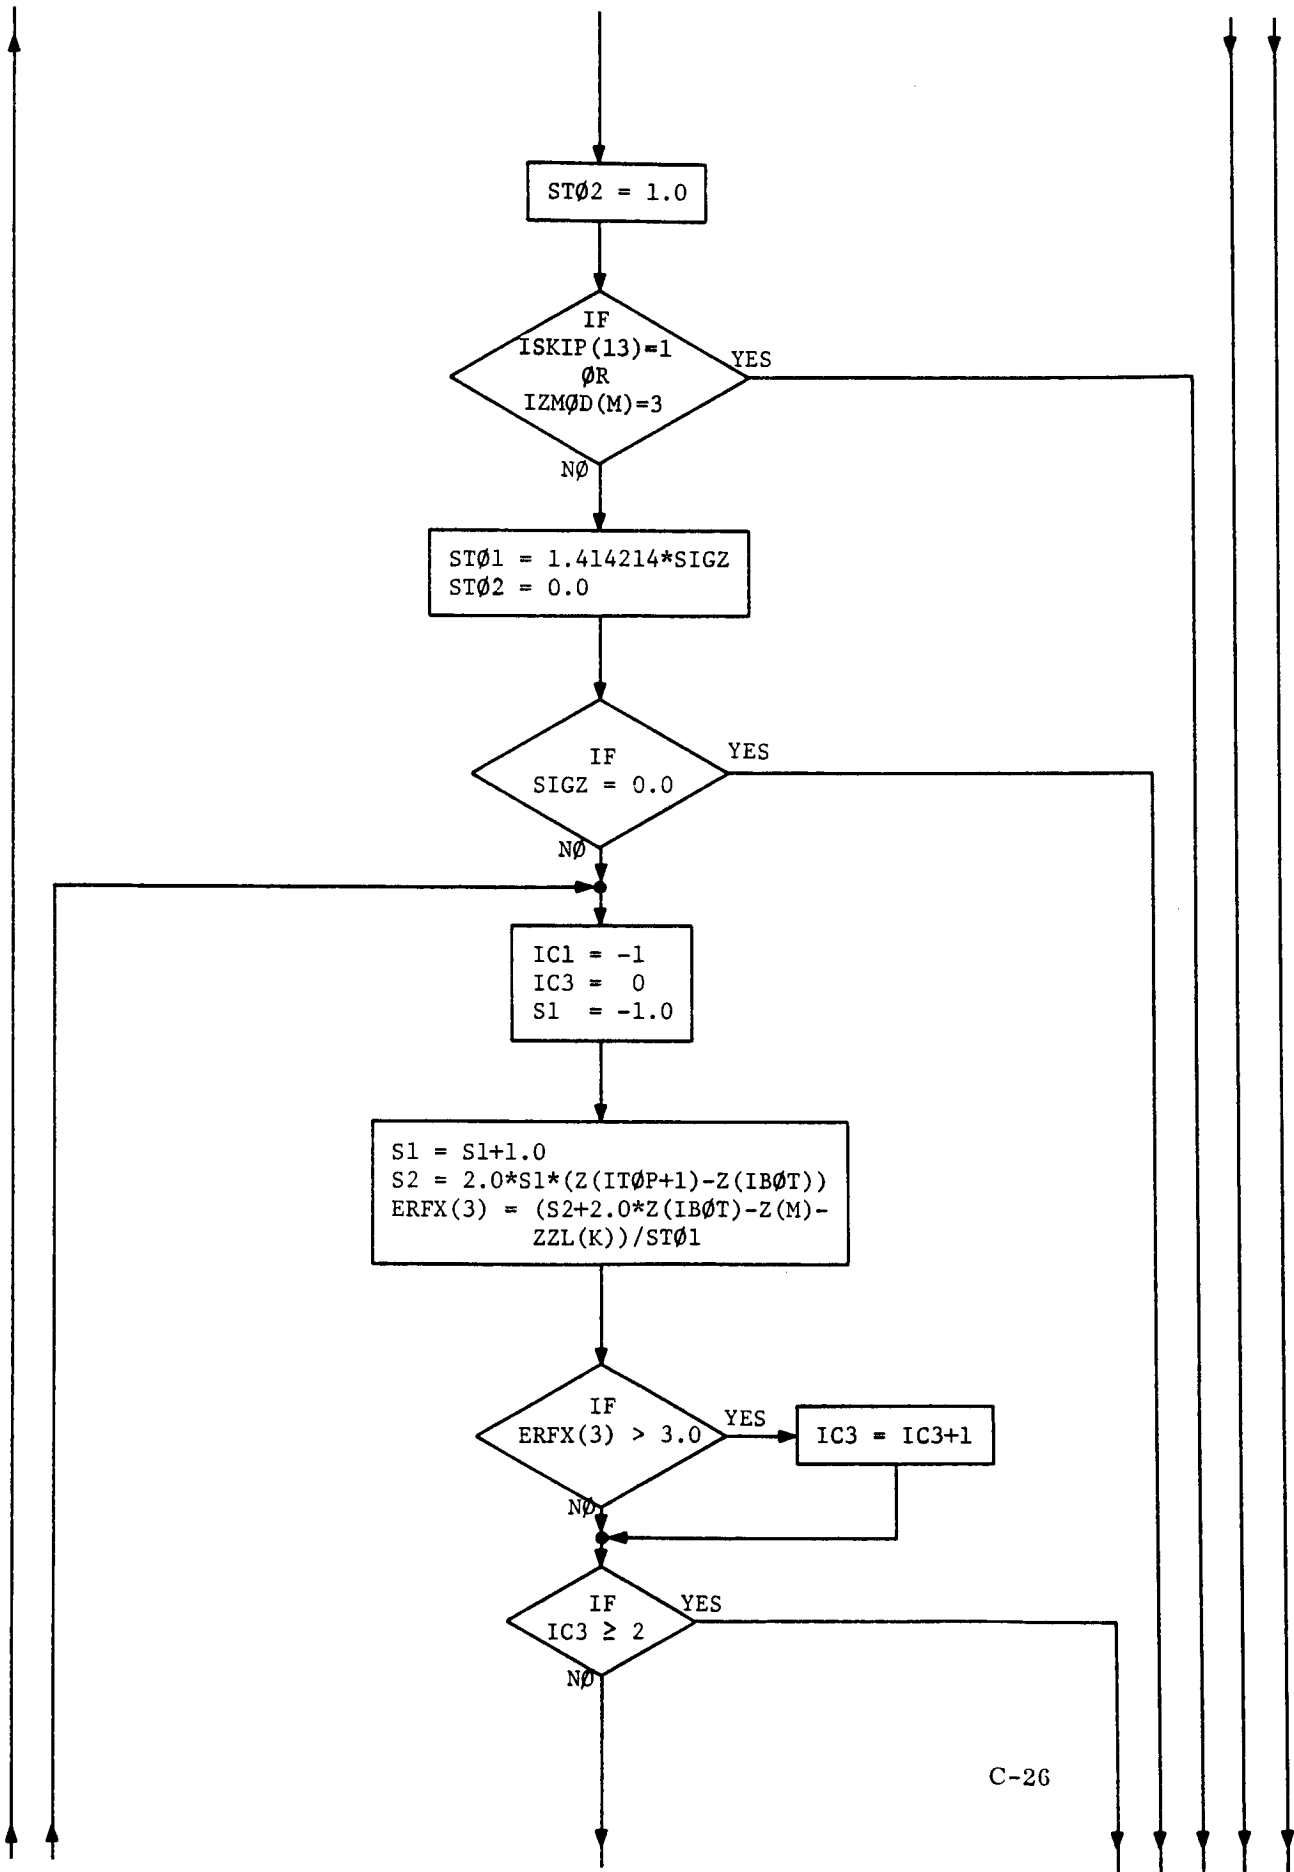 STØ2 = 1.0
IF
ISKIP(13)=1
ØR
IZMØD(M)=3
YES
NØ
STØ1 = 1.414214*SIGZ
STØ2 = 0.0
IF
SIGZ = 0.0
YES
NØ
IC1 = -1
IC3 = 0
S1 = -1.0
S1 = S1+1.0
S2 = 2.0*S1*(Z(ITØP+1)-Z(IBØT))
ERFX(3) = (S2+2.0*Z(IBØT)-Z(M)-
ZZL(K))/STØ1
IF
ERFX(3) > 3.0
YES
IC3 = IC3+1
NØ
IF
IC3 ≥ 2
YES
NØ
C-26